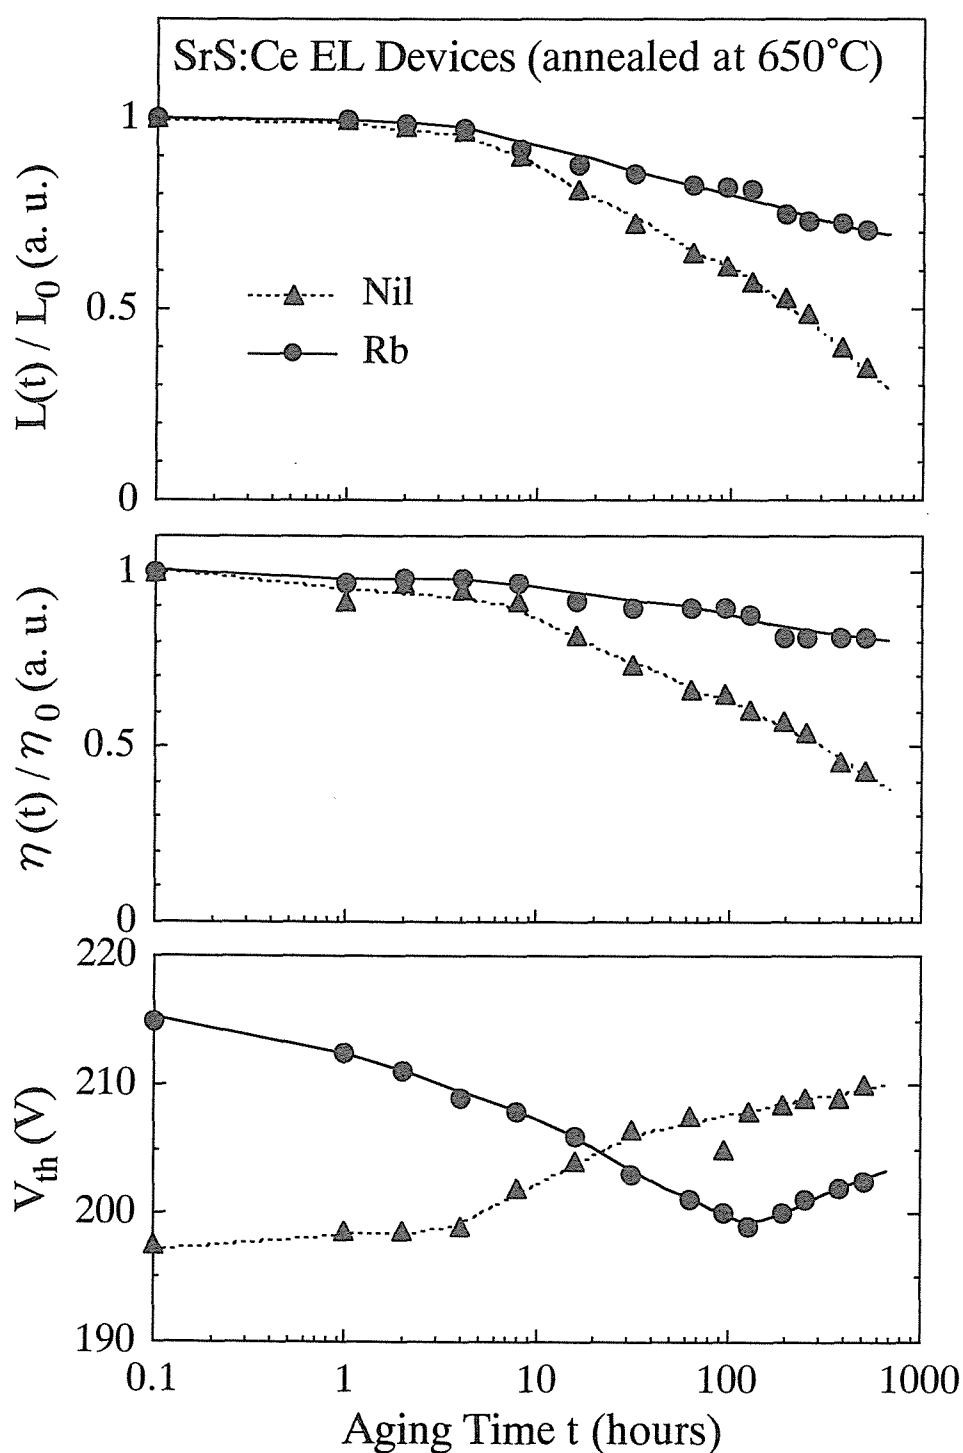 SrS:Ce EL Devices (annealed at 650°C)
1
0.5
0
L(t) / L₀ (a. u.)
Nil
Rb
1
0.5
0
η (t) / η₀ (a. u.)
220
210
200
190
Vₜₕ (V)
0.1 1 10 100 1000
Aging Time t (hours)